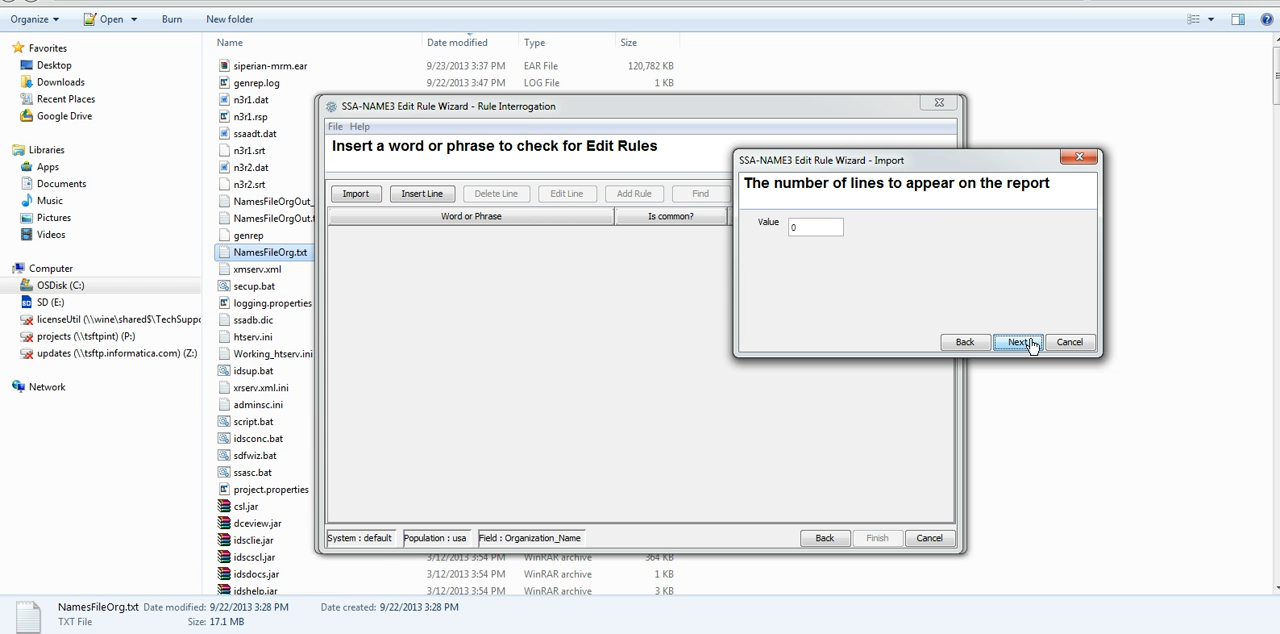 Organize Open Burn New folder
Favorites
Desktop
Downloads
Recent Places
Google Drive
Libraries
Apps
Documents
Music
Pictures
Videos
Computer
OSDisk (C:)
SD (E:)
licenseUtil (\\wine\shared$\TechSuppo
projects (\\tsftpint) (P:)
updates (\\tsftp.informatica.com) (Z:)
Network
Name Date modified Type Size
siperian-mrm.ear 9/23/2013 3:37 PM EAR File 120,782 KB
genrep.log 9/22/2013 3:47 PM LOG File 1 KB
n3r1.dat
n3r1.rsp
ssaadt.dat
n3r1.srt
n3r2.dat
n3r2.srt
NamesFileOrgOut_
NamesFileOrgOut.t
genrep
NamesFileOrg.txt
xmserv.xml
secup.bat
logging.properties
ssadb.dic
htserv.ini
Working_htserv.ini
idsup.bat
xrserv.xml.ini
adminsc.ini
script.bat
idsconc.bat
sdfwiz.bat
ssasc.bat
project.properties
csl.jar
dceview.jar
idsclie.jar
idscscl.jar 3/12/2013 3:54 PM WinRAR archive 364 KB
idsdocs.jar 3/12/2013 3:54 PM WinRAR archive 1 KB
idshelp.jar 3/12/2013 3:54 PM WinRAR archive 3 KB
SSA-NAME3 Edit Rule Wizard - Rule Interrogation
File Help
Insert a word or phrase to check for Edit Rules
Import Insert Line Delete Line Edit Line Add Rule Find
Word or Phrase Is common?
System : default Population : usa Field : Organization_Name Back Finish Cancel
SSA-NAME3 Edit Rule Wizard - Import
The number of lines to appear on the report
Value 0
Back Next Cancel
NamesFileOrg.txt Date modified: 9/22/2013 3:28 PM Date created: 9/22/2013 3:28 PM
TXT File Size: 17.1 MB